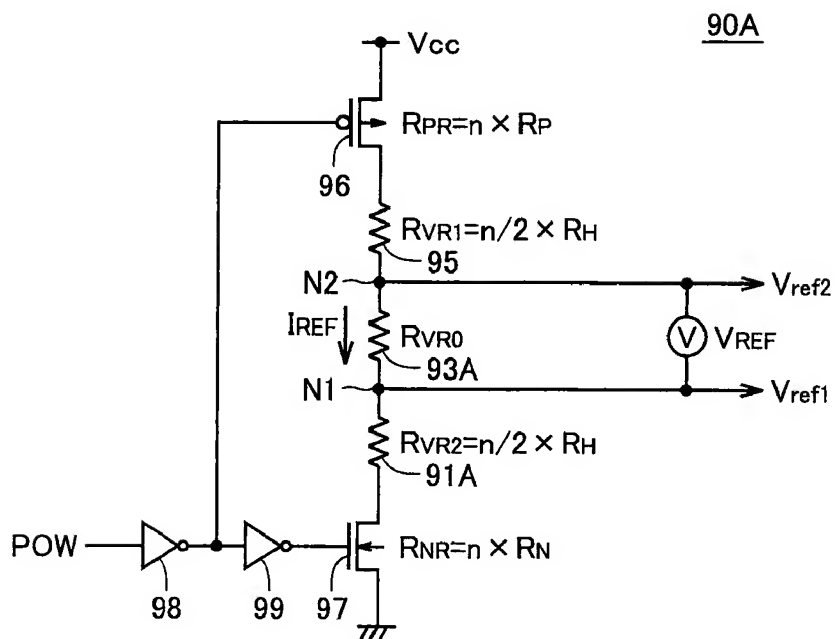 90A
Vcc
RPR=n × RP
96
RVR1=n/2 × RH
95
N2
Vref2
IREF
RVR0
VREF
V
93A
N1
Vref1
RVR2=n/2 × RH
91A
POW
RNR=n × RN
98
99
97